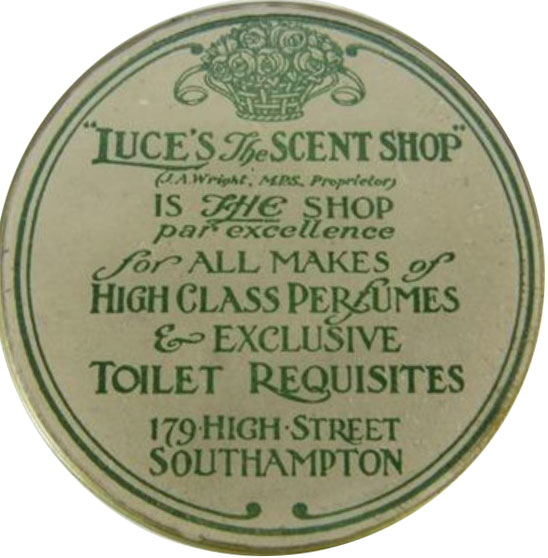 "LUCE'S The SCENT SHOP"
(J.A. Wright, M.P.S., Proprietor)
IS THE SHOP
par excellence
for ALL MAKES of
HIGH CLASS PERFUMES
& EXCLUSIVE
TOILET REQUISITES
179·HIGH·STREET
SOUTHAMPTON